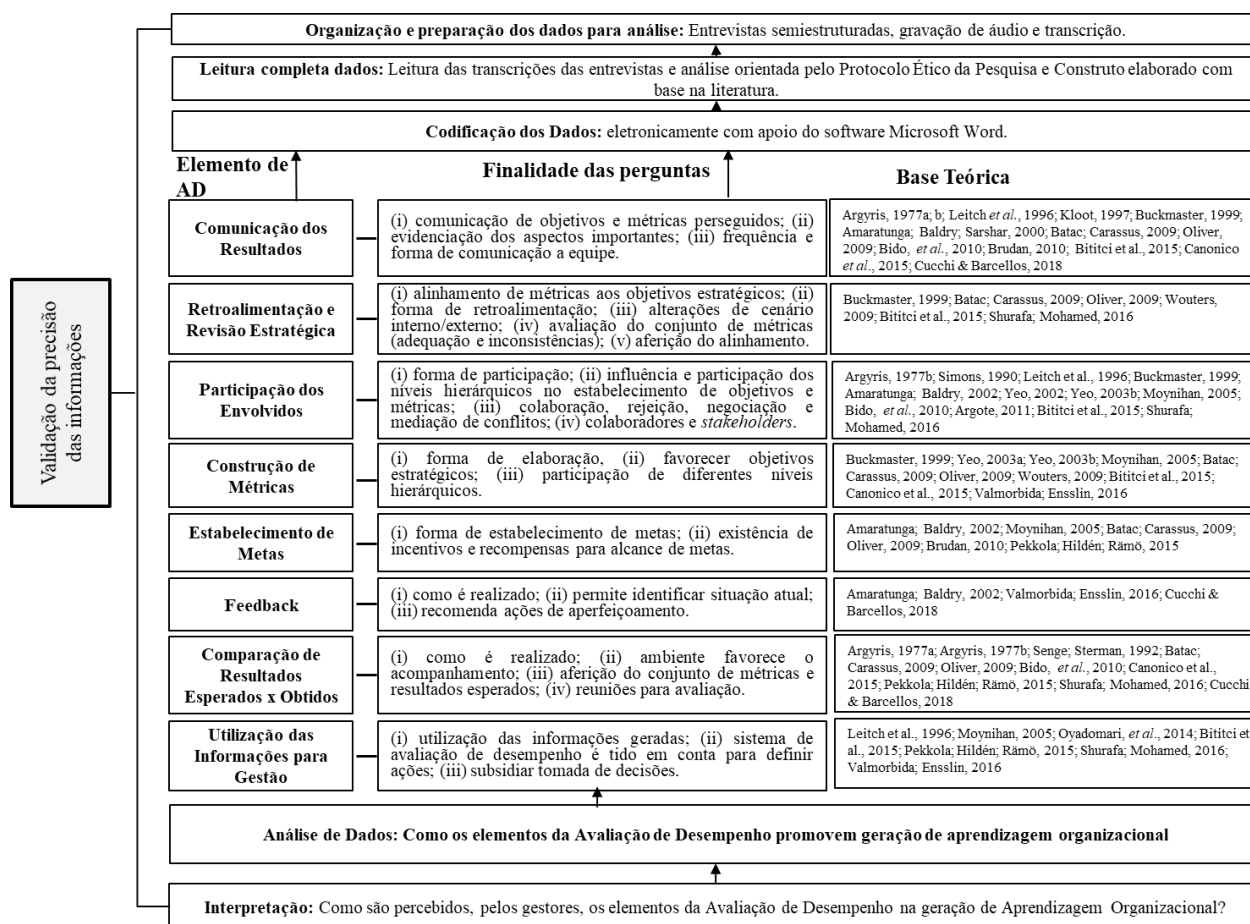 Organização e preparação dos dados para análise: Entrevistas semiestruturadas, gravação de áudio e transcrição.
Leitura completa dados: Leitura das transcrições das entrevistas e análise orientada pelo Protocolo Ético da Pesquisa e Construto elaborado com
base na literatura.
Codificação dos Dados: eletronicamente com apoio do software Microsoft Word.
Elemento de
AD
Finalidade das perguntas
Base Teórica
Validação da precisão
das informações
Comunicação dos
Resultados
(i) comunicação de objetivos e métricas perseguidos; (ii)
evidenciação dos aspectos importantes; (iii) frequência e
forma de comunicação a equipe.
Argyris, 1977a; b; Leitch et al., 1996; Kloot, 1997; Buckmaster, 1999;
Amaratunga; Baldry; Sarshar, 2000; Batac; Carassus, 2009; Oliver,
2009; Bido, et al., 2010; Brudan, 2010; Bititci et al., 2015; Canonico
et al., 2015; Cucchi & Barcellos, 2018
Retroalimentação e
Revisão Estratégica
(i) alinhamento de métricas aos objetivos estratégicos; (ii)
forma de retroalimentação; (iii) alterações de cenário
interno/externo; (iv) avaliação do conjunto de métricas
(adequação e inconsistências); (v) aferição do alinhamento.
Buckmaster, 1999; Batac; Carassus, 2009; Oliver, 2009; Wouters,
2009; Bititci et al., 2015; Shurafa; Mohamed, 2016
Participação dos
Envolvidos
(i) forma de participação; (ii) influência e participação dos
níveis hierárquicos no estabelecimento de objetivos e
métricas; (iii) colaboração, rejeição, negociação e
mediação de conflitos; (iv) colaboradores e stakeholders.
Argyris, 1977b; Simons, 1990; Leitch et al., 1996; Buckmaster, 1999;
Amaratunga; Baldry, 2002; Yeo, 2002; Yeo, 2003b; Moynihan, 2005;
Bido, et al., 2010; Argote, 2011; Bititci et al., 2015; Shurafa;
Mohamed, 2016
Construção de
Métricas
(i) forma de elaboração, (ii) favorecer objetivos
estratégicos; (iii) participação de diferentes níveis
hierárquicos.
Buckmaster, 1999; Yeo, 2003a; Yeo, 2003b; Moynihan, 2005; Batac;
Carassus, 2009; Oliver, 2009; Wouters, 2009; Bititci et al., 2015;
Canonico et al., 2015; Valmorbida; Ensslin, 2016
Estabelecimento de
Metas
(i) forma de estabelecimento de metas; (ii) existência de
incentivos e recompensas para alcance de metas.
Amaratunga; Baldry, 2002; Moynihan, 2005; Batac; Carassus, 2009;
Oliver, 2009; Brudan, 2010; Pekkola; Hildén; Rämö, 2015
Feedback
(i) como é realizado; (ii) permite identificar situação atual;
(iii) recomenda ações de aperfeiçoamento.
Amaratunga; Baldry, 2002; Valmorbida; Ensslin, 2016; Cucchi &
Barcellos, 2018
Comparação de
Resultados
Esperados x Obtidos
(i) como é realizado; (ii) ambiente favorece o
acompanhamento; (iii) aferição do conjunto de métricas e
resultados esperados; (iv) reuniões para avaliação.
Argyris, 1977a; Argyris, 1977b; Senge; Sterman, 1992; Batac;
Carassus, 2009; Oliver, 2009; Bido, et al., 2010; Canonico et al.,
2015; Pekkola; Hildén; Rämö, 2015; Shurafa; Mohamed, 2016; Cucchi
& Barcellos, 2018
Utilização das
Informações para
Gestão
(i) utilização das informações geradas; (ii) sistema de
avaliação de desempenho é tido em conta para definir
ações; (iii) subsidiar tomada de decisões.
Leitch et al., 1996; Moynihan, 2005; Oyadomari, et al., 2014; Bititci et
al., 2015; Pekkola; Hildén; Rämö, 2015; Shurafa; Mohamed, 2016;
Valmorbida; Ensslin, 2016
Análise de Dados: Como os elementos da Avaliação de Desempenho promovem geração de aprendizagem organizacional
Interpretação: Como são percebidos, pelos gestores, os elementos da Avaliação de Desempenho na geração de Aprendizagem Organizacional?